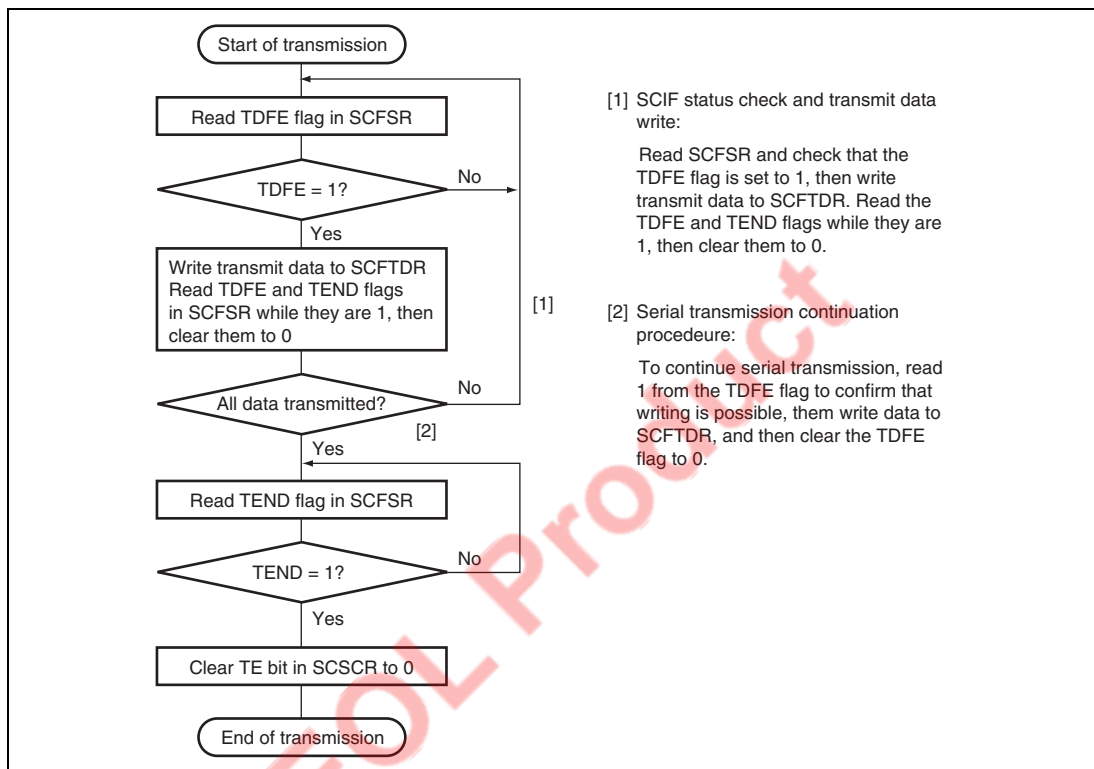 Start of transmission
Read TDFE flag in SCFSR
TDFE = 1?
No
Yes
Write transmit data to SCFTDR
Read TDFE and TEND flags
in SCFSR while they are 1, then
clear them to 0
[1]
All data transmitted?
No
[2]
Yes
Read TEND flag in SCFSR
TEND = 1?
No
Yes
Clear TE bit in SCSCR to 0
End of transmission
[1] SCIF status check and transmit data
write:
Read SCFSR and check that the
TDFE flag is set to 1, then write
transmit data to SCFTDR. Read the
TDFE and TEND flags while they are
1, then clear them to 0.
[2] Serial transmission continuation
procedeure:
To continue serial transmission, read
1 from the TDFE flag to confirm that
writing is possible, them write data to
SCFTDR, and then clear the TDFE
flag to 0.
EOL Product